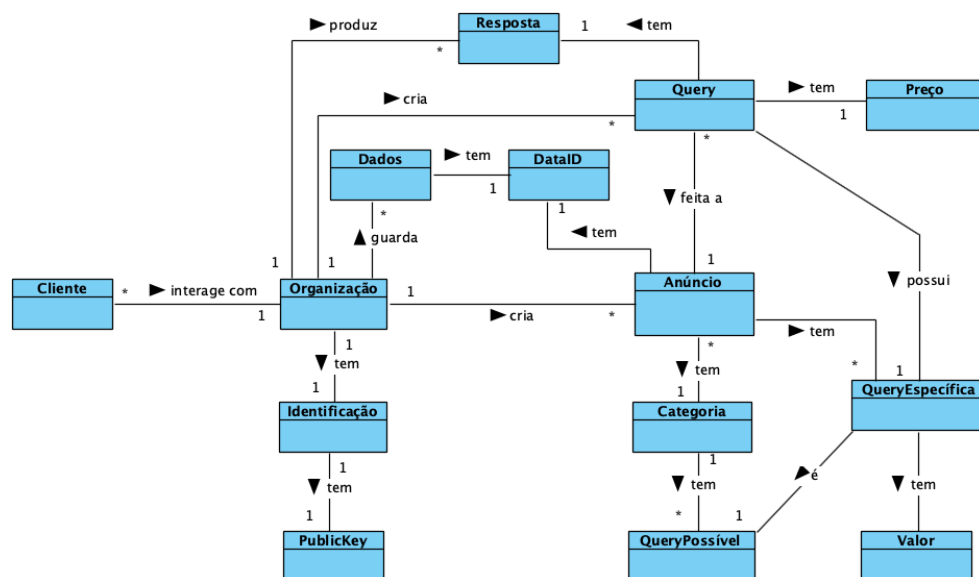 produz
Resposta
1
tem
*
Query
tem
Preço
cria
*
*
1
Dados
tem
DataID
1
1
feita a
*
guarda
tem
1
1
1
Cliente
*
interage com
1
Organização
1
cria
*
Anúncio
possui
1
tem
1
*
tem
tem
*
1
1
Identificação
Categoria
QueryEspecífica
1
tem
1
1
tem
*
é
1
tem
PublicKey
QueryPossível
Valor